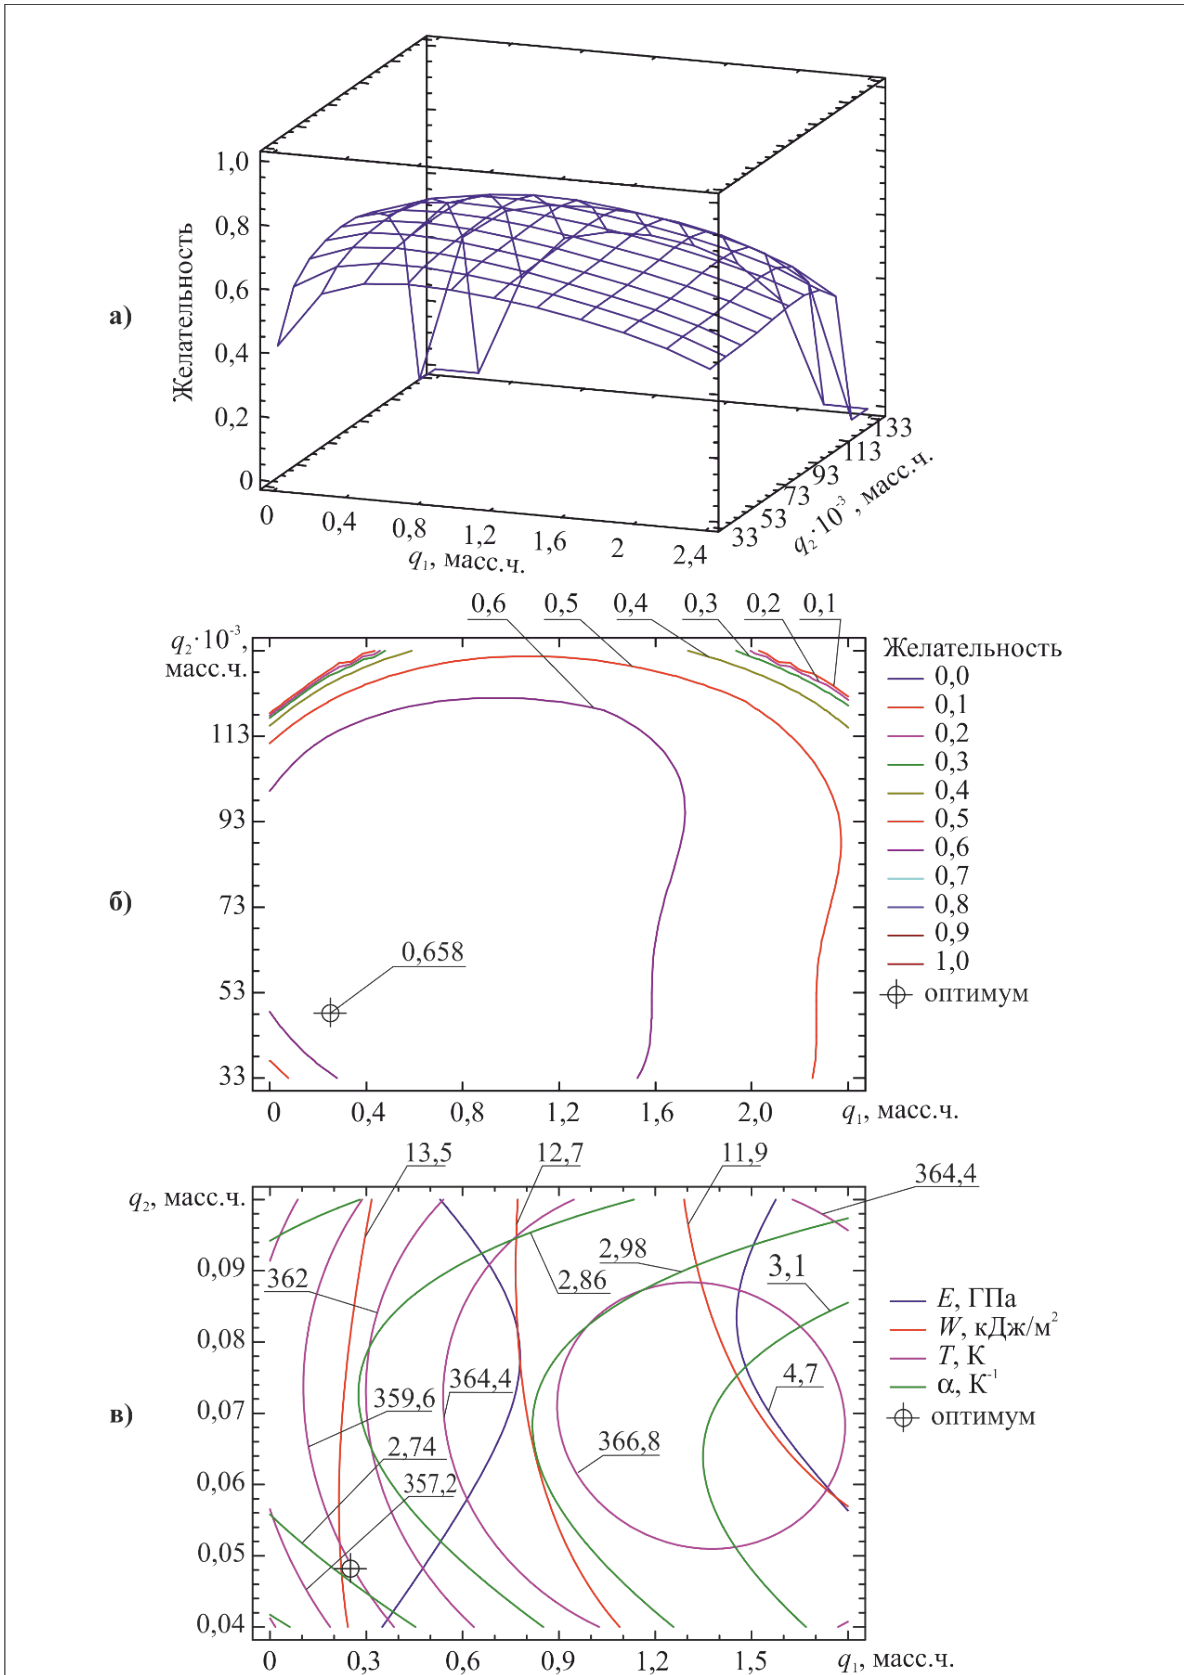 а)
Желательность
1,0
0,8
0,6
0,4
0,2
0
0 0,4 0,8 1,2 1,6 2 2,4
q₁, масс.ч.
33 53 73 93 113 133
q₂·10⁻³, масс.ч.
б)
0,6 0,5 0,4 0,3 0,2 0,1
q₂·10⁻³,
масс.ч.
113
93
73
53
33
0,658
0 0,4 0,8 1,2 1,6 2,0 q₁, масс.ч.
Желательность
0,0
0,1
0,2
0,3
0,4
0,5
0,6
0,7
0,8
0,9
1,0
оптимум
в)
13,5 12,7 11,9
364,4
q₂, масс.ч.
0,09
0,08
0,07
0,06
0,05
0,04
362
2,86
2,98
3,1
359,6
364,4
4,7
2,74
366,8
357,2
0 0,3 0,6 0,9 1,2 1,5 q₁, масс.ч.
E, ГПа
W, кДж/м²
T, К
α, К⁻¹
оптимум